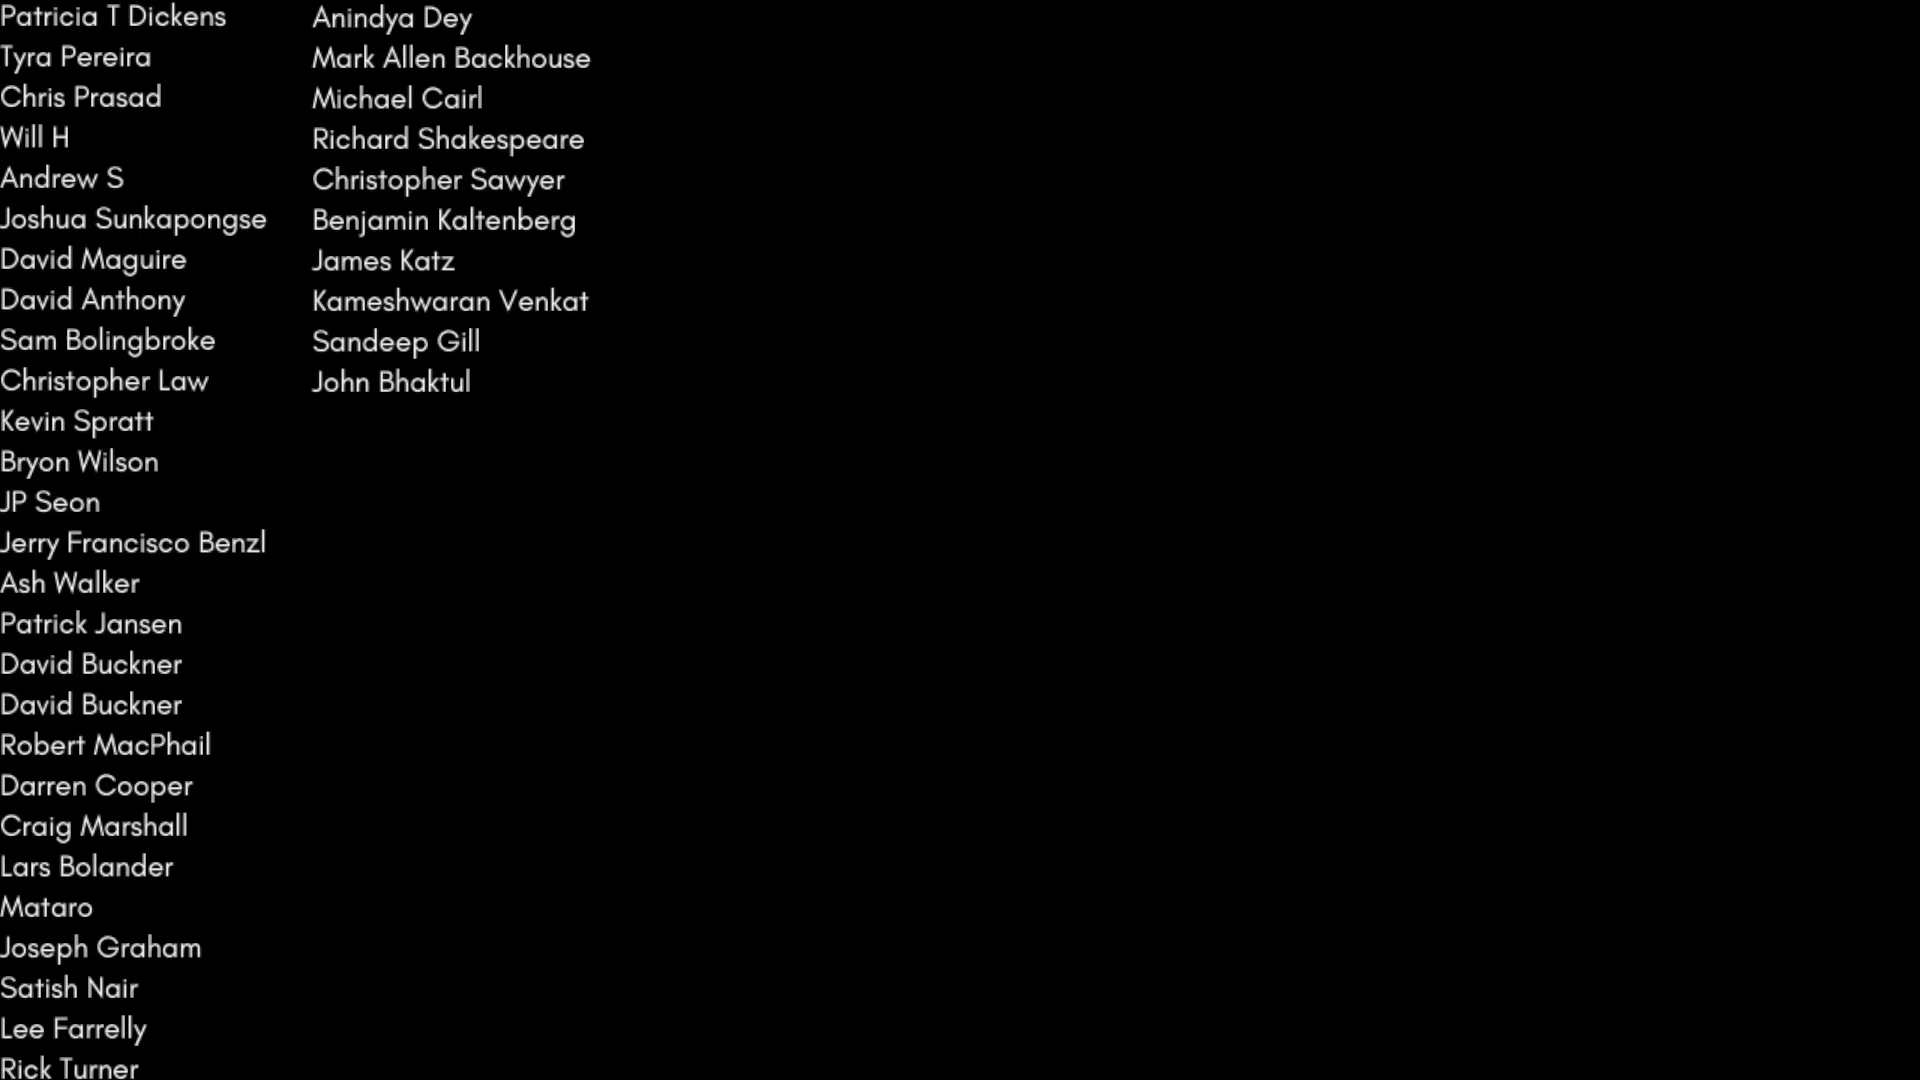 Patricia T Dickens
Tyra Pereira
Chris Prasad
Will H
Andrew S
Joshua Sunkapongse
David Maguire
David Anthony
Sam Bolingbroke
Christopher Law
Kevin Spratt
Bryon Wilson
JP Seon
Jerry Francisco Benzl
Ash Walker
Patrick Jansen
David Buckner
David Buckner
Robert MacPhail
Darren Cooper
Craig Marshall
Lars Bolander
Mataro
Joseph Graham
Satish Nair
Lee Farrelly
Rick Turner
Anindya Dey
Mark Allen Backhouse
Michael Cairl
Richard Shakespeare
Christopher Sawyer
Benjamin Kaltenberg
James Katz
Kameshwaran Venkat
Sandeep Gill
John Bhaktul